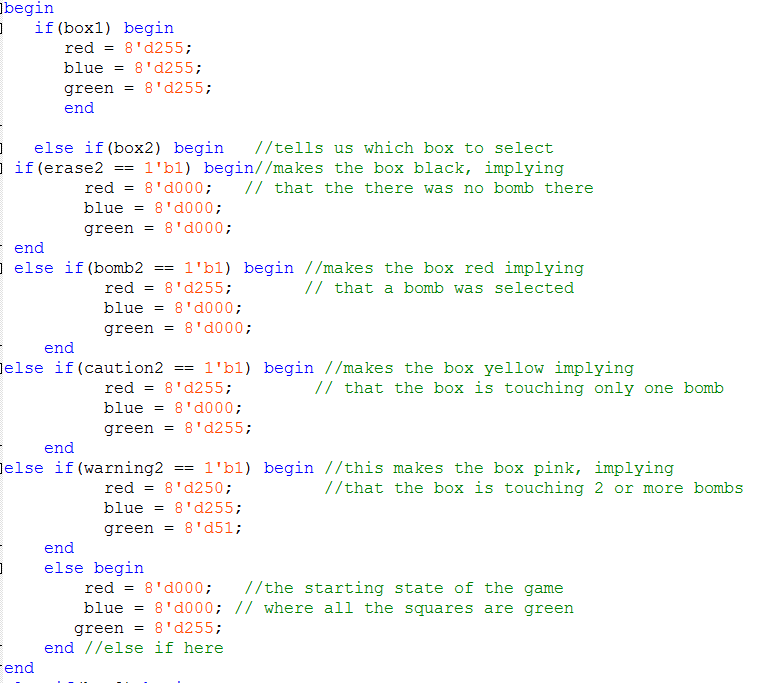 begin
if(box1) begin
red = 8'd255;
blue = 8'd255;
green = 8'd255;
end
else if(box2) begin //tells us which box to select
if(erase2 == 1'b1) begin//makes the box black, implying
red = 8'd000; // that the there was no bomb there
blue = 8'd000;
green = 8'd000;
end
else if(bomb2 == 1'b1) begin //makes the box red implying
red = 8'd255; // that a bomb was selected
blue = 8'd000;
green = 8'd000;
end
else if(caution2 == 1'b1) begin //makes the box yellow implying
red = 8'd255; // that the box is touching only one bomb
blue = 8'd000;
green = 8'd255;
end
else if(warning2 == 1'b1) begin //this makes the box pink, implying
red = 8'd250; //that the box is touching 2 or more bombs
blue = 8'd255;
green = 8'd51;
end
else begin
red = 8'd000; //the starting state of the game
blue = 8'd000; // where all the squares are green
green = 8'd255;
end //else if here
end